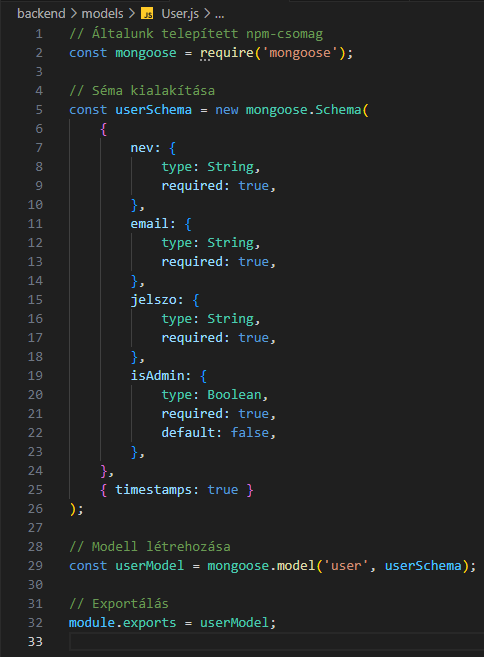 backend > models > JS User.js > ...
1 // Általunk telepített npm-csomag
2 const mongoose = require('mongoose');
3
4 // Séma kialakítása
5 const userSchema = new mongoose.Schema(
6     {
7         nev: {
8             type: String,
9             required: true,
10         },
11         email: {
12             type: String,
13             required: true,
14         },
15         jelszo: {
16             type: String,
17             required: true,
18         },
19         isAdmin: {
20             type: Boolean,
21             required: true,
22             default: false,
23         },
24     },
25     { timestamps: true }
26 );
27
28 // Modell létrehozása
29 const userModel = mongoose.model('user', userSchema);
30
31 // Exportálás
32 module.exports = userModel;
33